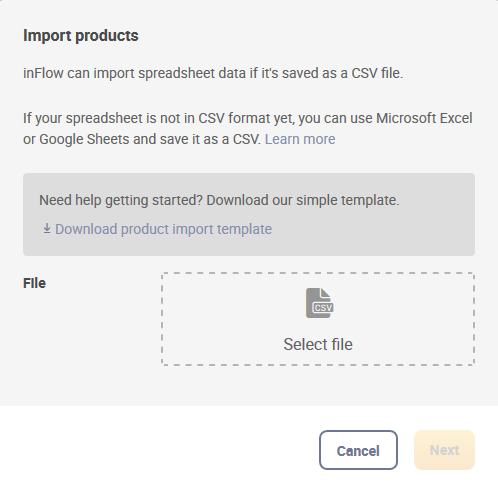 Import products
inFlow can import spreadsheet data if it's saved as a CSV file.
If your spreadsheet is not in CSV format yet, you can use Microsoft Excel
or Google Sheets and save it as a CSV. Learn more
Need help getting started? Download our simple template.
Download product import template
File
CSV
Select file
Cancel
Next